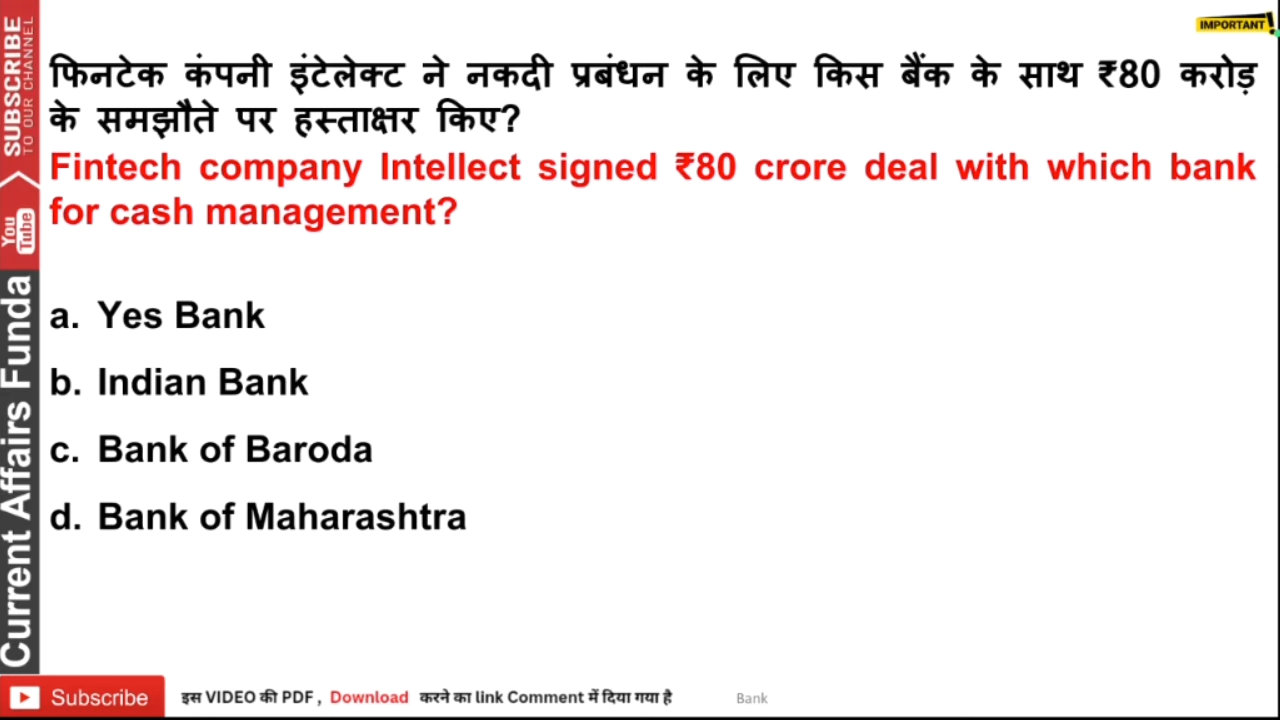 IMPORTANT!
SUBSCRIBE
TO OUR CHANNEL
You
Tube
Current Affairs Funda
फिनटेक कंपनी इंटेलेक्ट ने नकदी प्रबंधन के लिए किस बैंक के साथ ₹80 करोड़
के समझौते पर हस्ताक्षर किए?
Fintech company Intellect signed ₹80 crore deal with which bank
for cash management?
a. Yes Bank
b. Indian Bank
c. Bank of Baroda
d. Bank of Maharashtra
Subscribe इस VIDEO की PDF , Download करने का link Comment में दिया गया है Bank